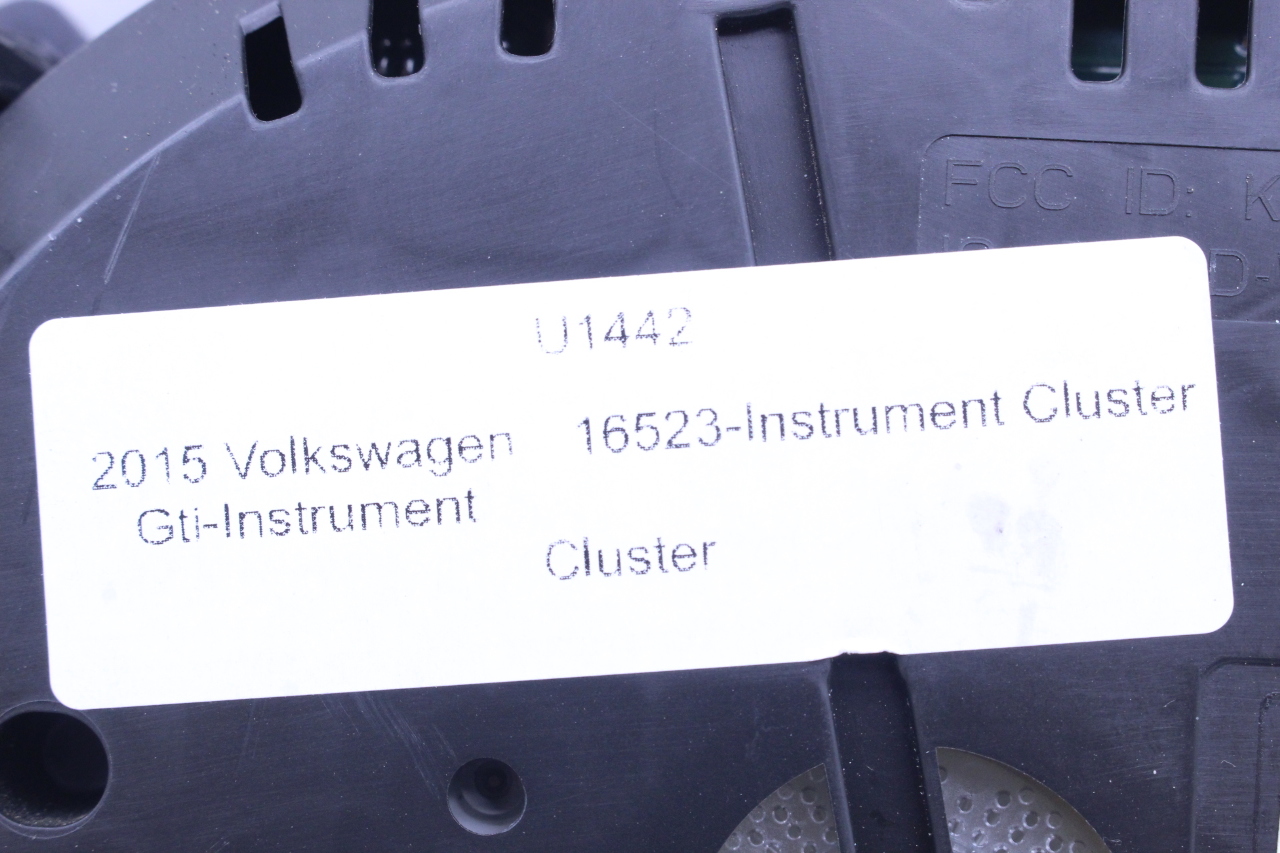 FCC ID: K
D-
U1442
2015 Volkswagen 16523-Instrument Cluster
Gti-Instrument
Cluster